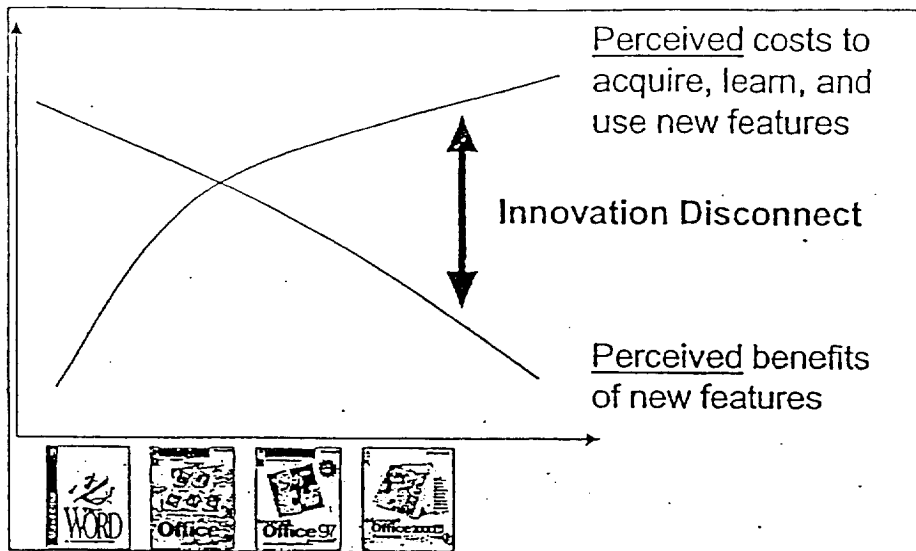 Perceived costs to
acquire, learn, and
use new features
Innovation Disconnect
Perceived benefits
of new features
WORD
Office
Office 97
Office